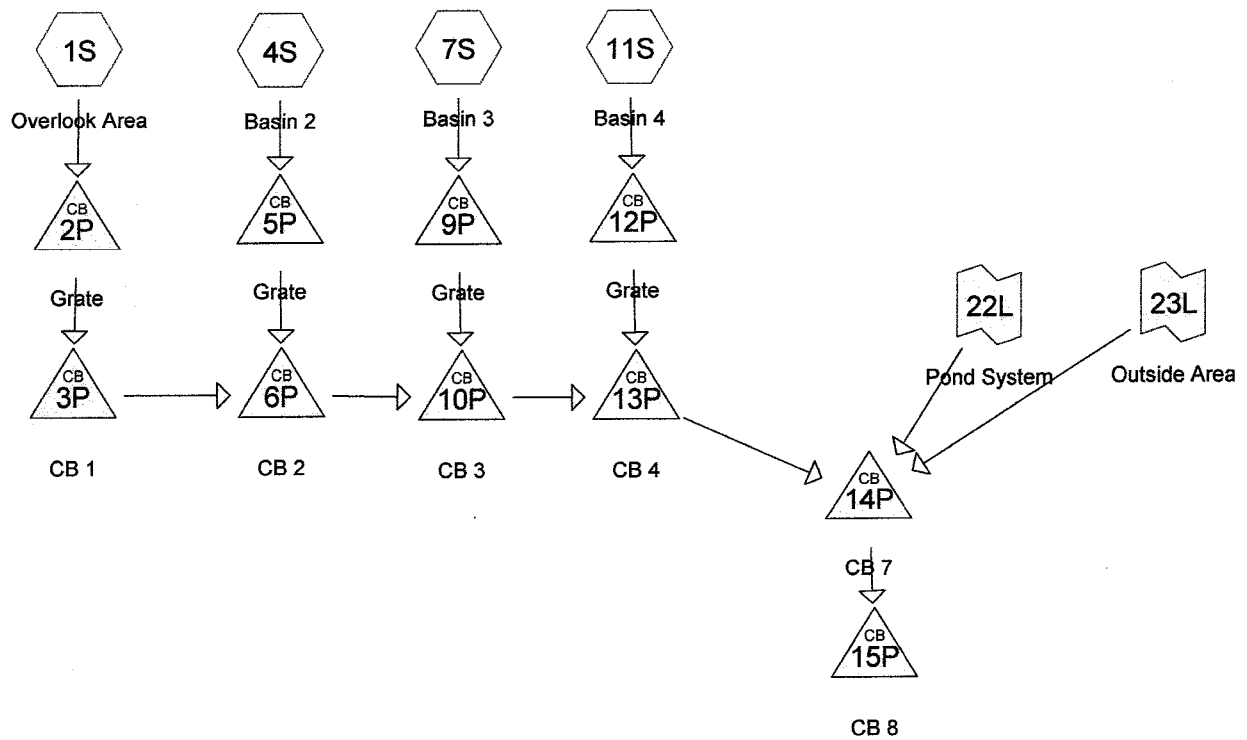 1S
4S
7S
11S
Overlook Area
Basin 2
Basin 3
Basin 4
CB
2P
CB
5P
CB
9P
CB
12P
Grate
Grate
Grate
Grate
22L
23L
Pond System
Outside Area
CB
3P
CB
6P
CB
10P
CB
13P
CB 1
CB 2
CB 3
CB 4
CB
14P
CB 7
CB
15P
CB 8